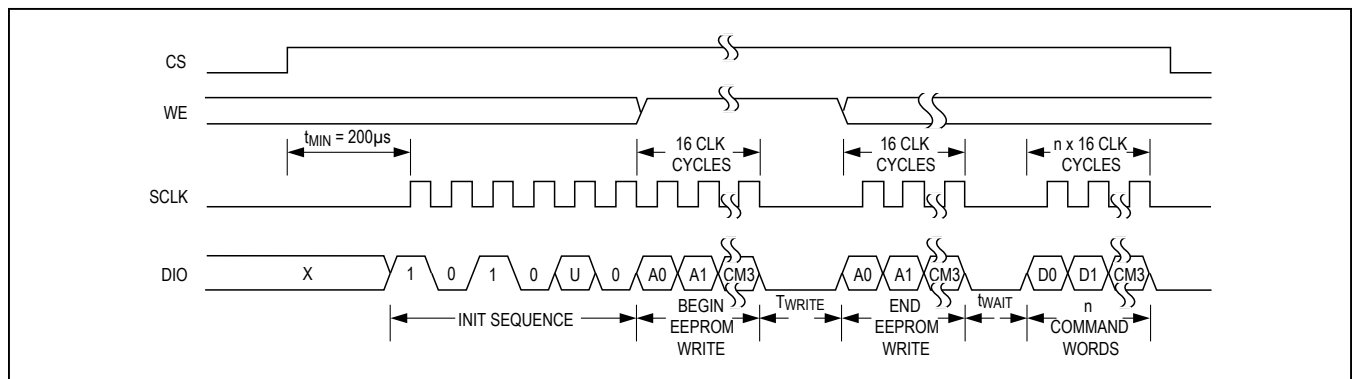 CS
WE
tMIN = 200µs
16 CLK
CYCLES
16 CLK
CYCLES
n x 16 CLK
CYCLES
SCLK
DIO
X
1
0
1
0
U
0
A0
A1
CM3
A0
A1
CM3
D0
D1
CM3
INIT SEQUENCE
BEGIN
EEPROM
WRITE
TWRITE
END
EEPROM
WRITE
tWAIT
n
COMMAND
WORDS